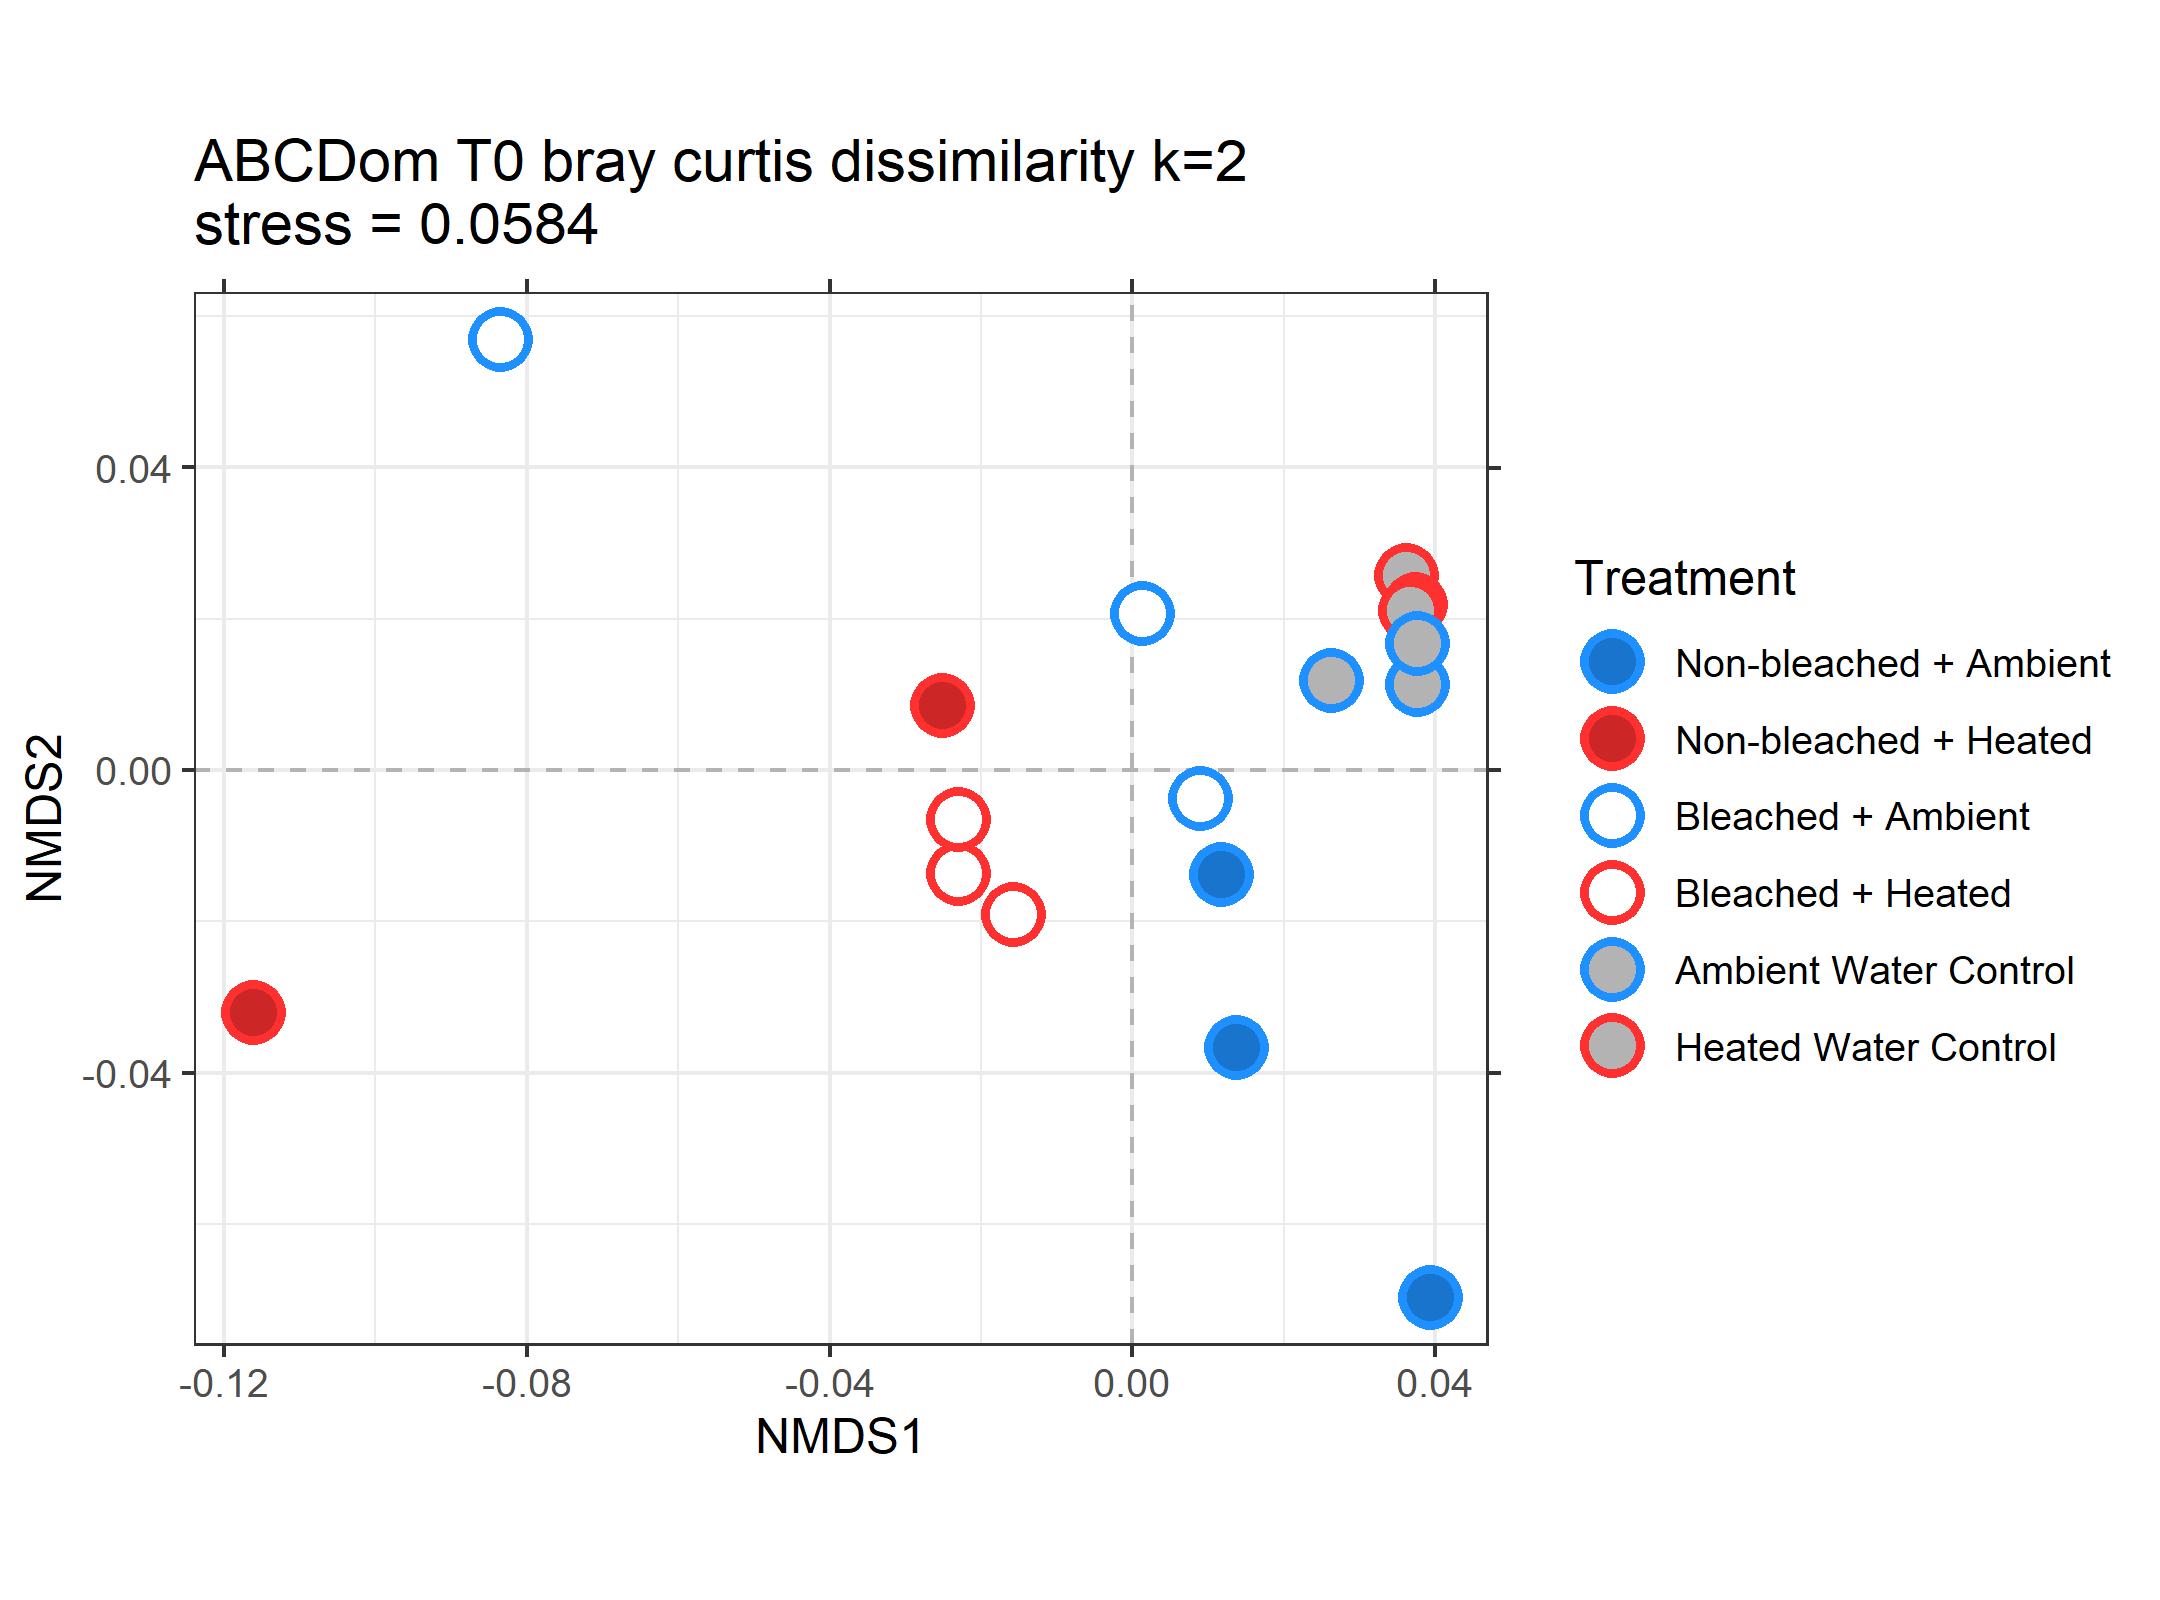 ABCDom T0 bray curtis dissimilarity k=2
stress = 0.0584
0.04
0.00
-0.04
NMDS2
-0.12
-0.08
-0.04
0.00
0.04
NMDS1
Treatment
Non-bleached + Ambient
Non-bleached + Heated
Bleached + Ambient
Bleached + Heated
Ambient Water Control
Heated Water Control